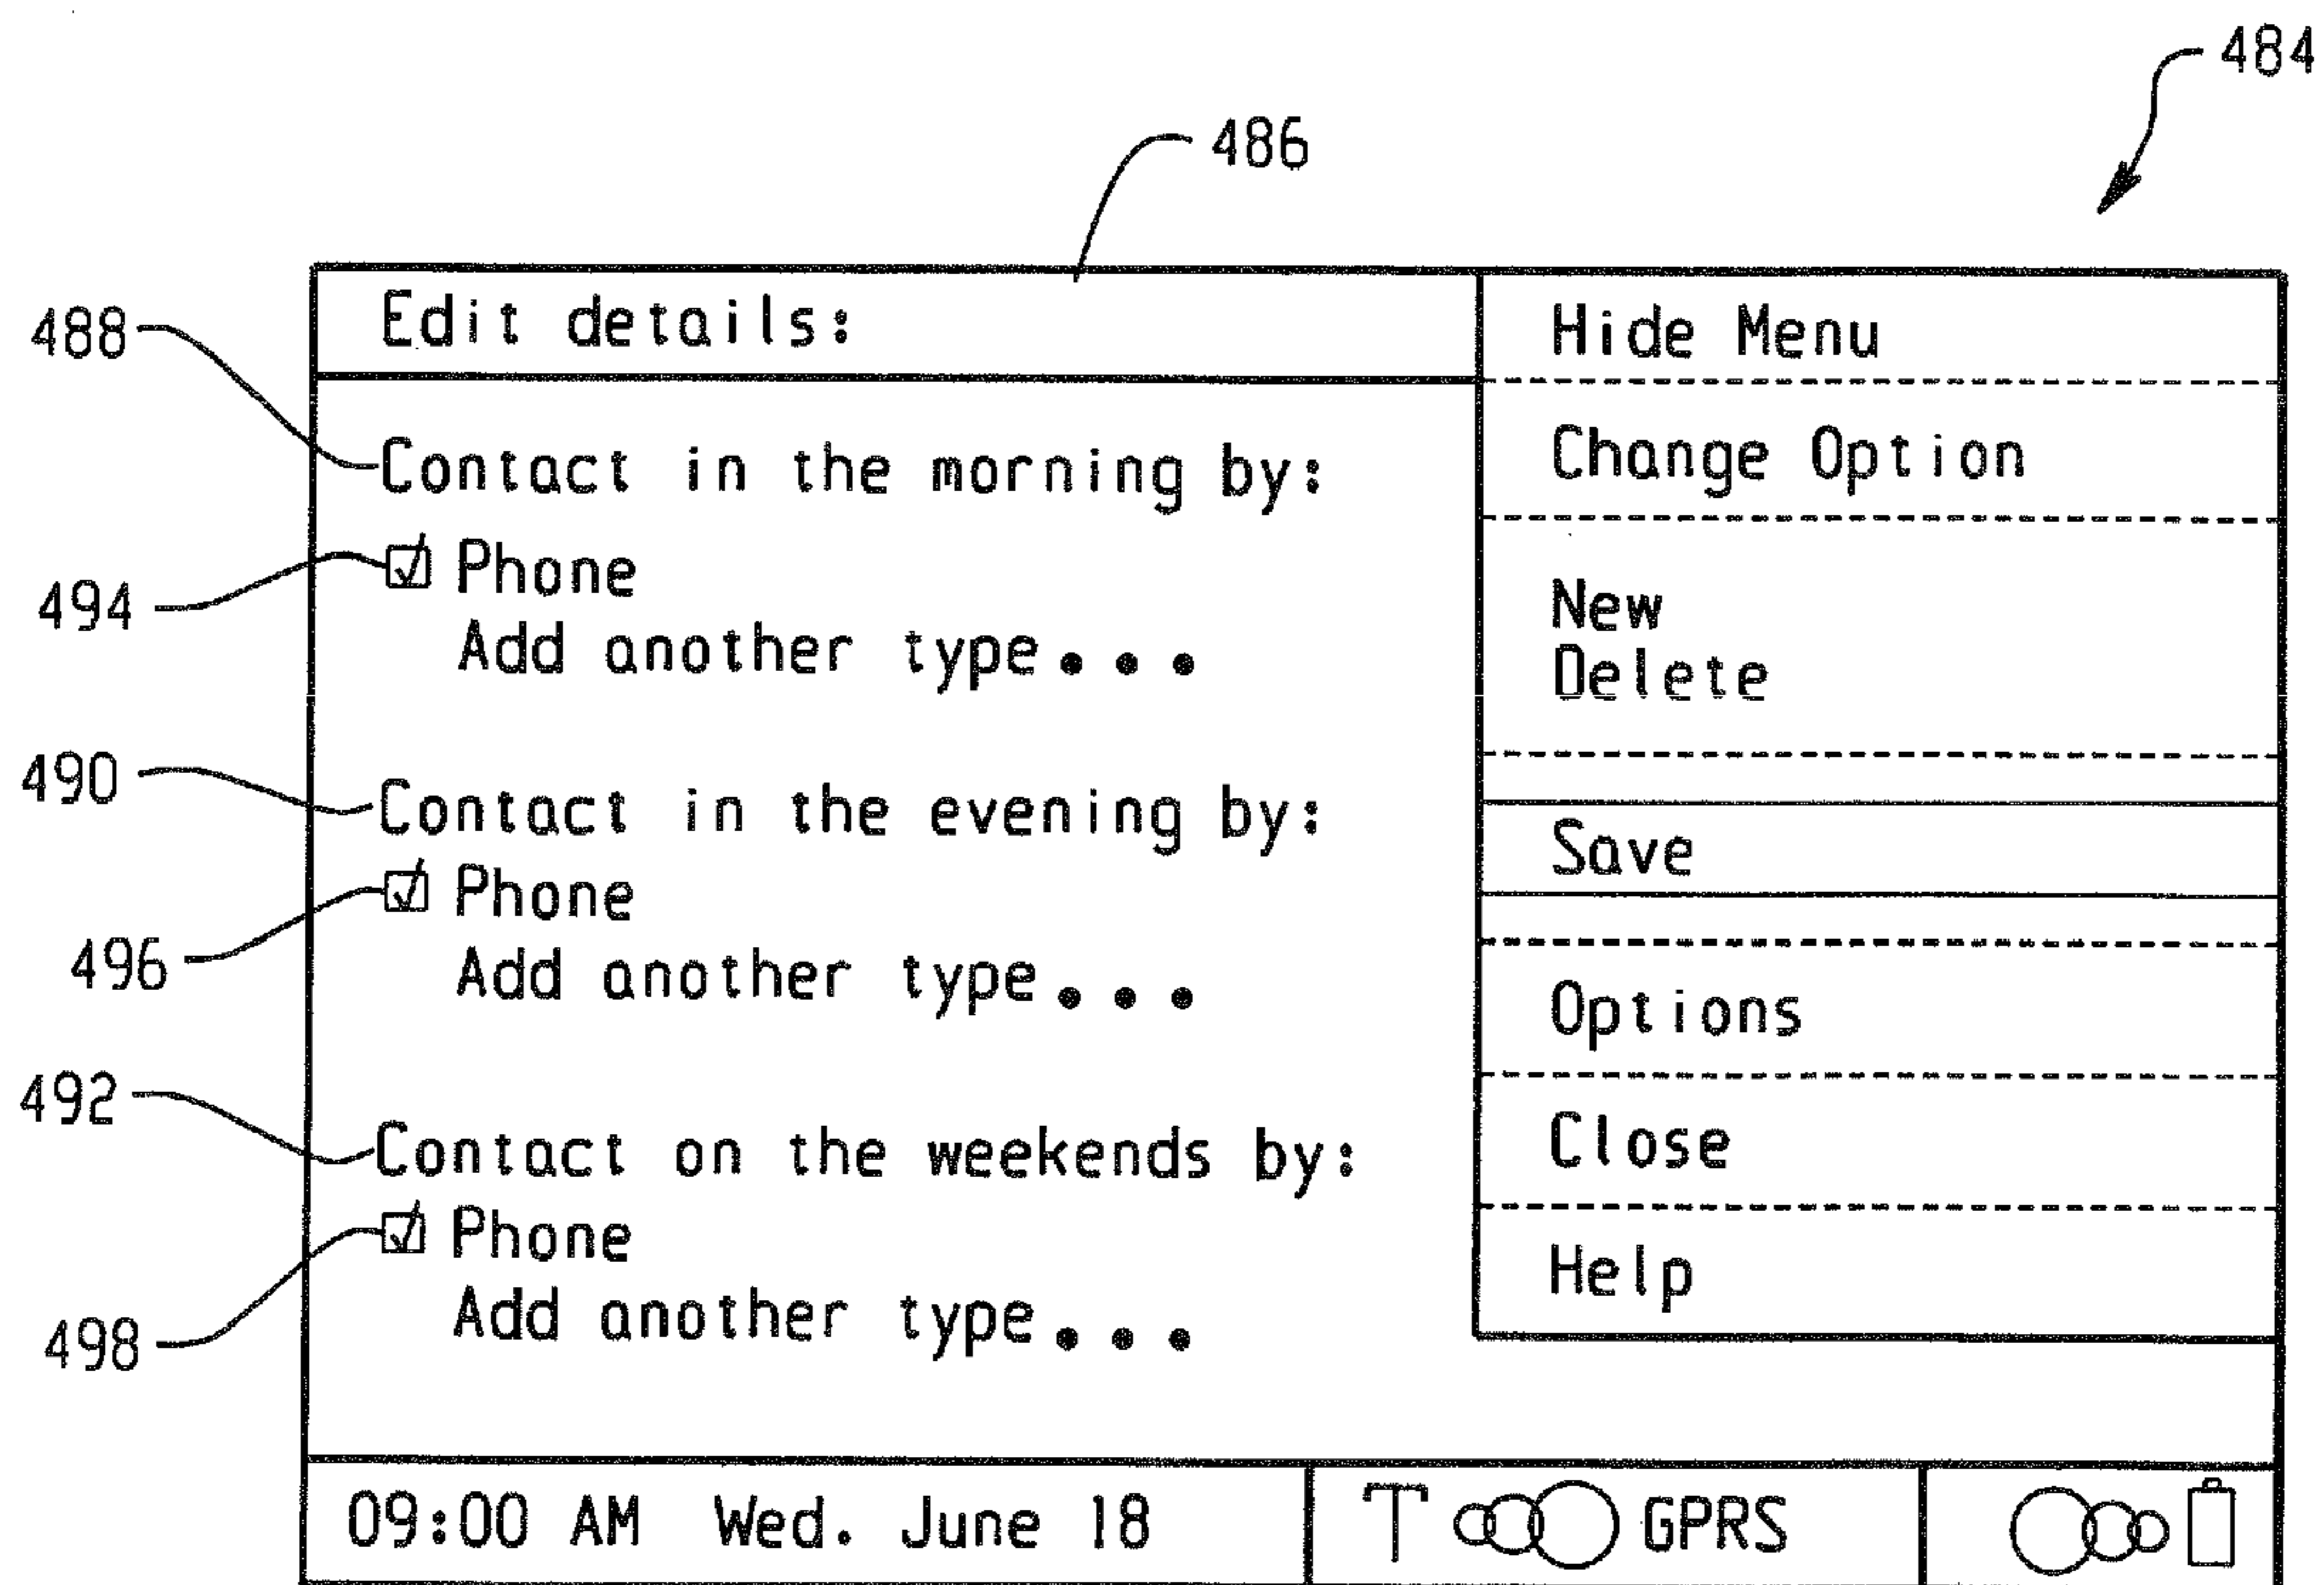 484
486
Edit details:
488
Contact in the morning by:
494
Phone
Add another type...
490
Contact in the evening by:
Phone
496
Add another type...
492
Contact on the weekends by:
Phone
498
Add another type...
Hide Menu
Change Option
New
Delete
Save
Options
Close
Help
09:00 AM Wed. June 18
GPRS